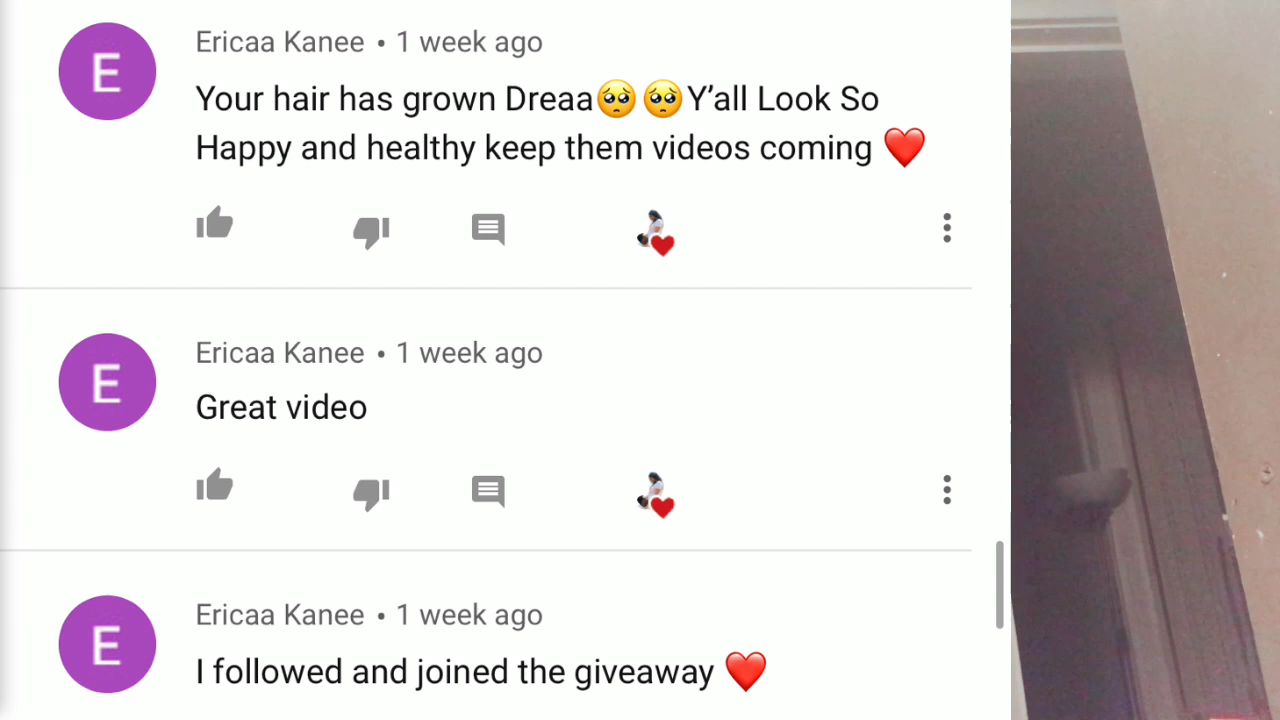 E
Ericaa Kanee • 1 week ago
Your hair has grown Dreaa🥺🥺Y’all Look So
Happy and healthy keep them videos coming ❤️
E
Ericaa Kanee • 1 week ago
Great video
E
Ericaa Kanee • 1 week ago
I followed and joined the giveaway ❤️